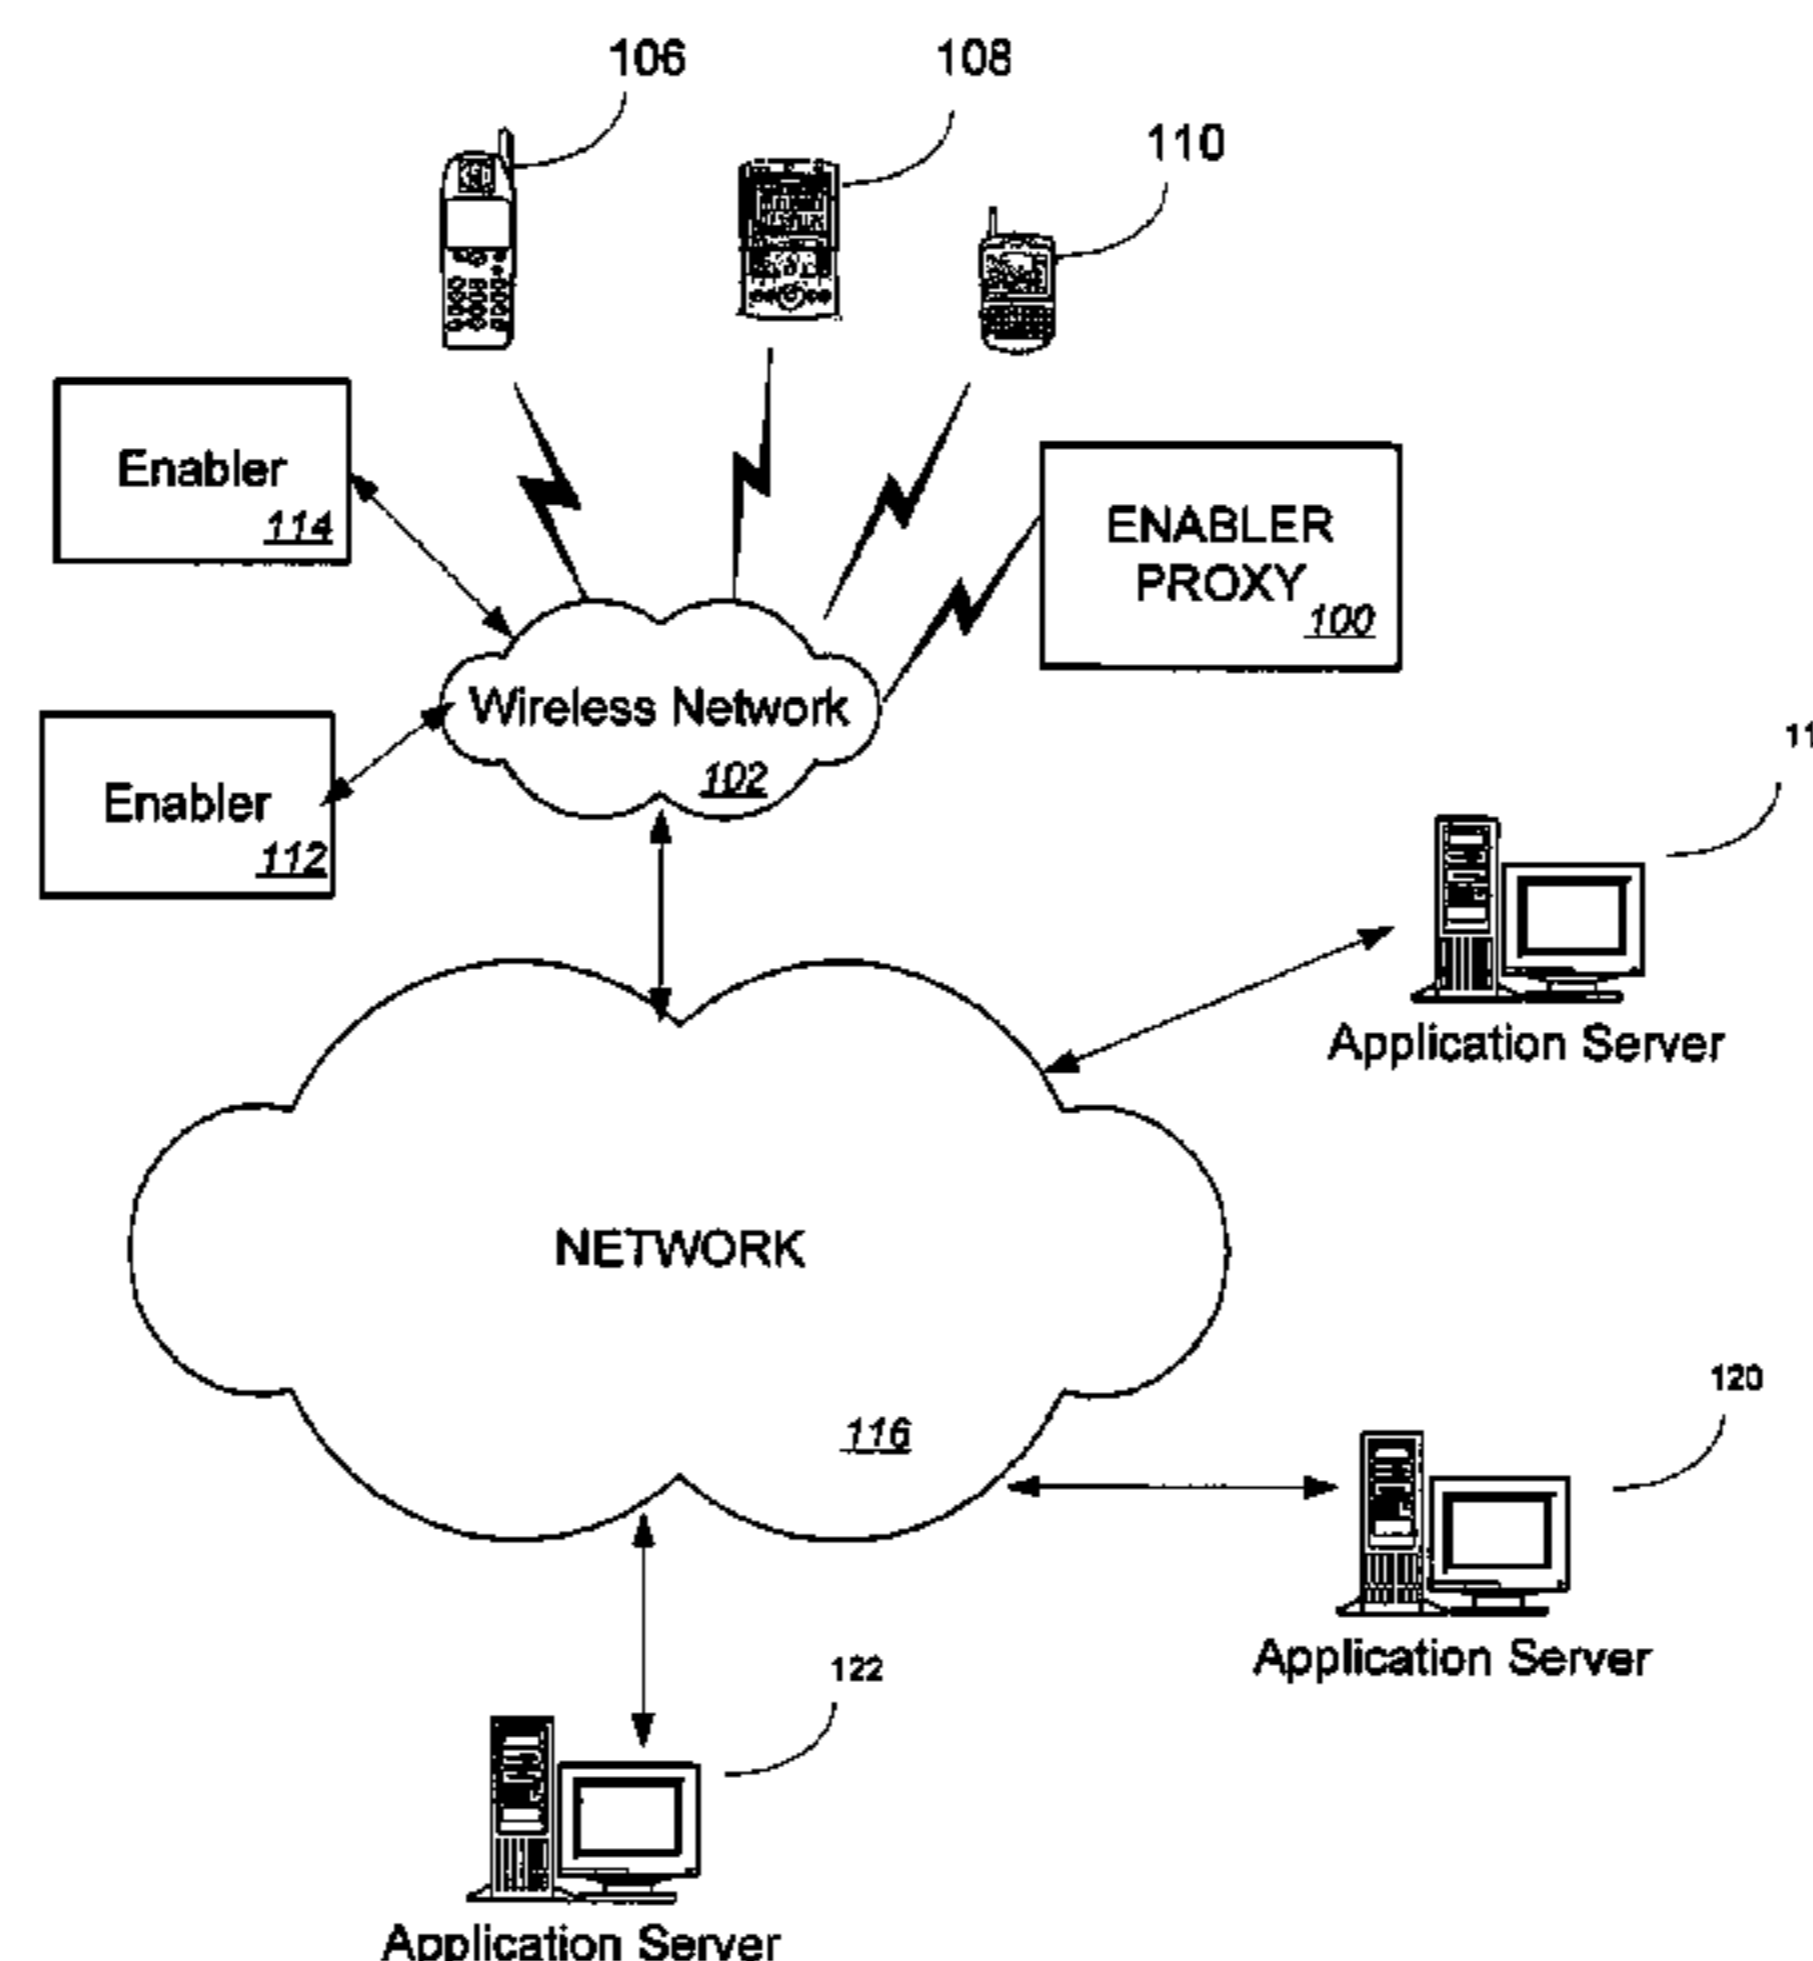 106
108
110
Enabler
114
ENABLER
PROXY
100
Wireless Network
102
Enabler
112
11
Application Server
NETWORK
116
120
Application Server
122
Application Server